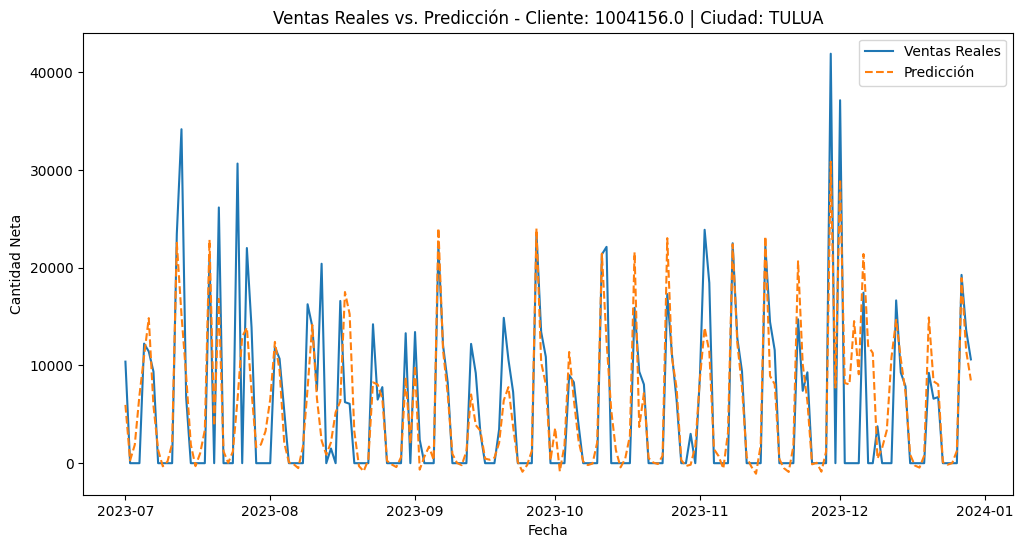 Ventas Reales vs. Predicción - Cliente: 1004156.0 | Ciudad: TULUA
Ventas Reales
Predicción
Cantidad Neta
40000
30000
20000
10000
0
2023-07
2023-08
2023-09
2023-10
2023-11
2023-12
2024-01
Fecha